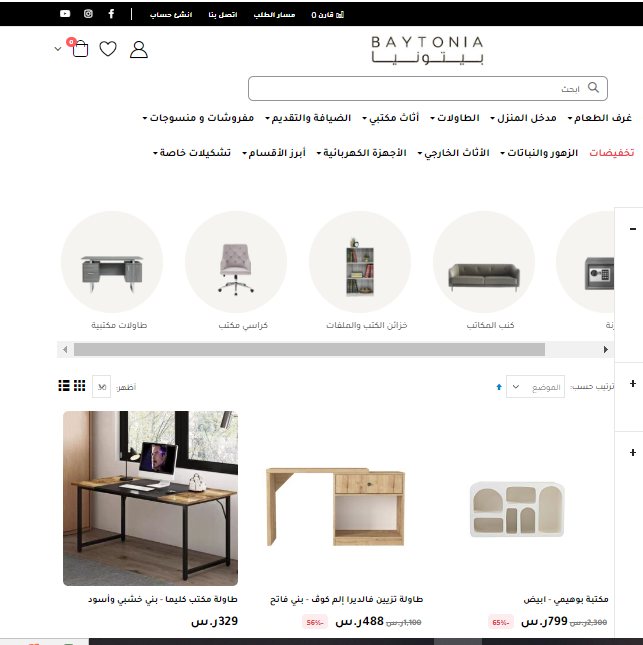 قارن 0 مسار الطلب اتصل بنا انشئ حساب
BAYTONIA
بيتونيا
0
ابحث
غرف الطعام مدخل المنزل الطاولات أثاث مكتبي الضيافة والتقديم مفروشات و منسوجات
تخفيضات الزهور والنباتات الأثاث الخارجي الأجهزة الكهربائية أبرز الأقسام تشكيلات خاصة
كنب المكاتب خزائن الكتب والملفات كراسي مكتب طاولات مكتبية
ترتيب حسب: الموضع أظهر: 30
مكتبة بوهيمي - ابيض طاولة تزيين فالديرا إلم كوف - بني فاتح طاولة مكتب كليما - بني خشبي وأسود
2,300ر.س 799ر.س -65% 1,100ر.س 488ر.س -56% 329ر.س